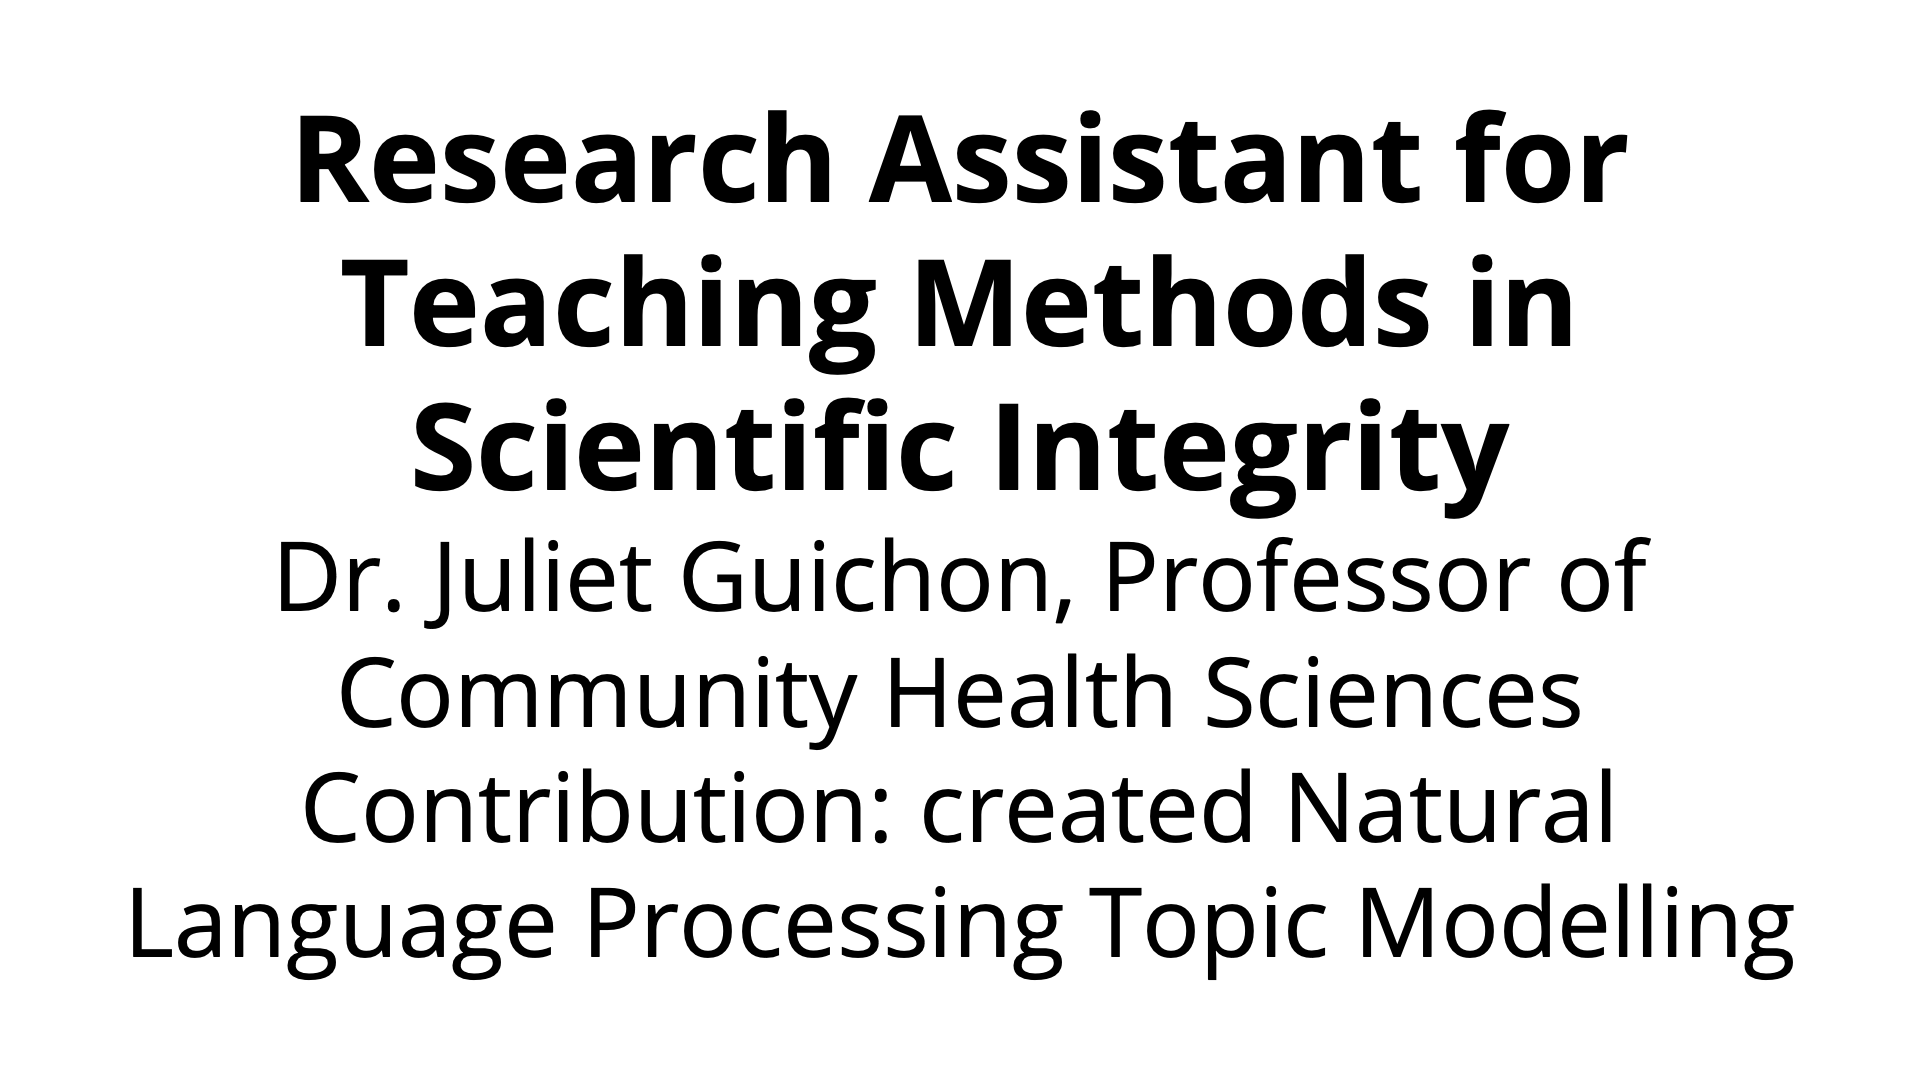 Research Assistant for
Teaching Methods in
Scientific Integrity
Dr. Juliet Guichon, Professor of
Community Health Sciences
Contribution: created Natural
Language Processing Topic Modelling